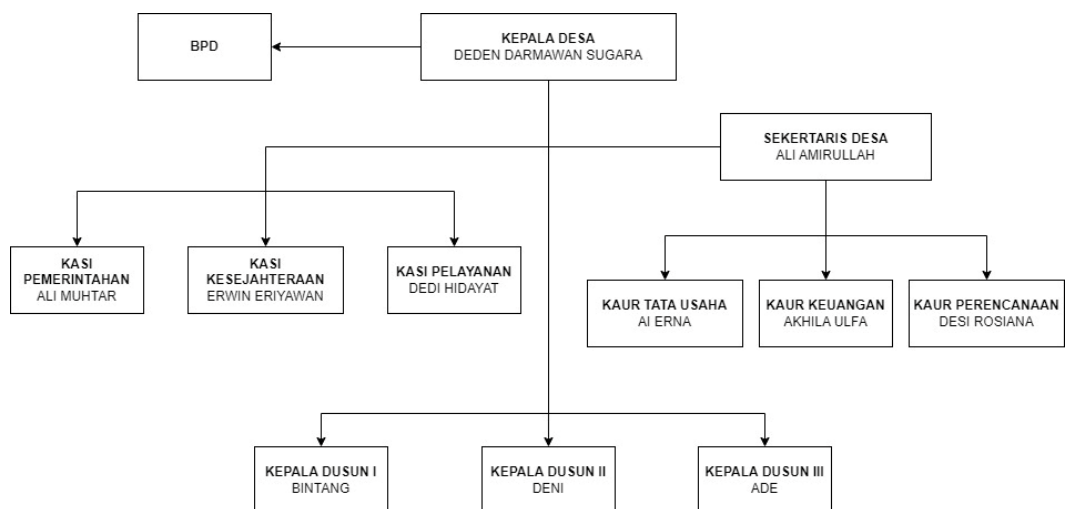 BPD
KEPALA DESA
DEDEN DARMAWAN SUGARA
SEKERTARIS DESA
ALI AMIRULLAH
KASI
PEMERINTAHAN
ALI MUHTAR
KASI
KESEJAHTERAAN
ERWIN ERIYAWAN
KASI PELAYANAN
DEDI HIDAYAT
KAUR TATA USAHA
AI ERNA
KAUR KEUANGAN
AKHILA ULFA
KAUR PERENCANAAN
DESI ROSIANA
KEPALA DUSUN I
BINTANG
KEPALA DUSUN II
DENI
KEPALA DUSUN III
ADE